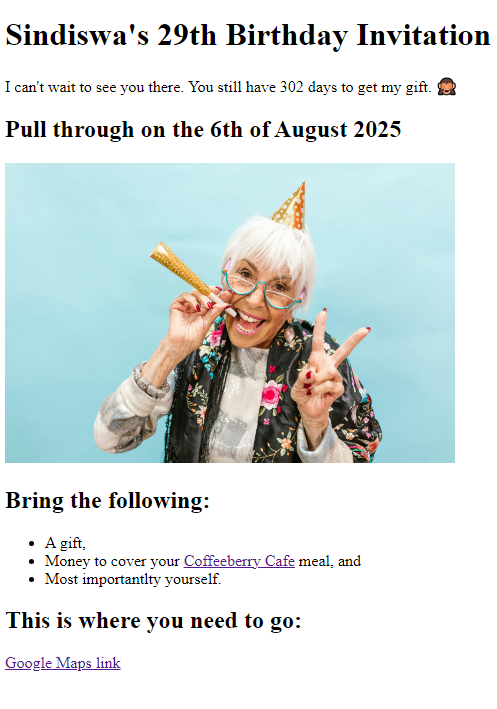 Sindiswa's 29th Birthday Invitation
I can't wait to see you there. You still have 302 days to get my gift. 🙈
Pull through on the 6th of August 2025
Bring the following:
• A gift,
• Money to cover your Coffeeberry Cafe meal, and
• Most importantlty yourself.
This is where you need to go:
Google Maps link